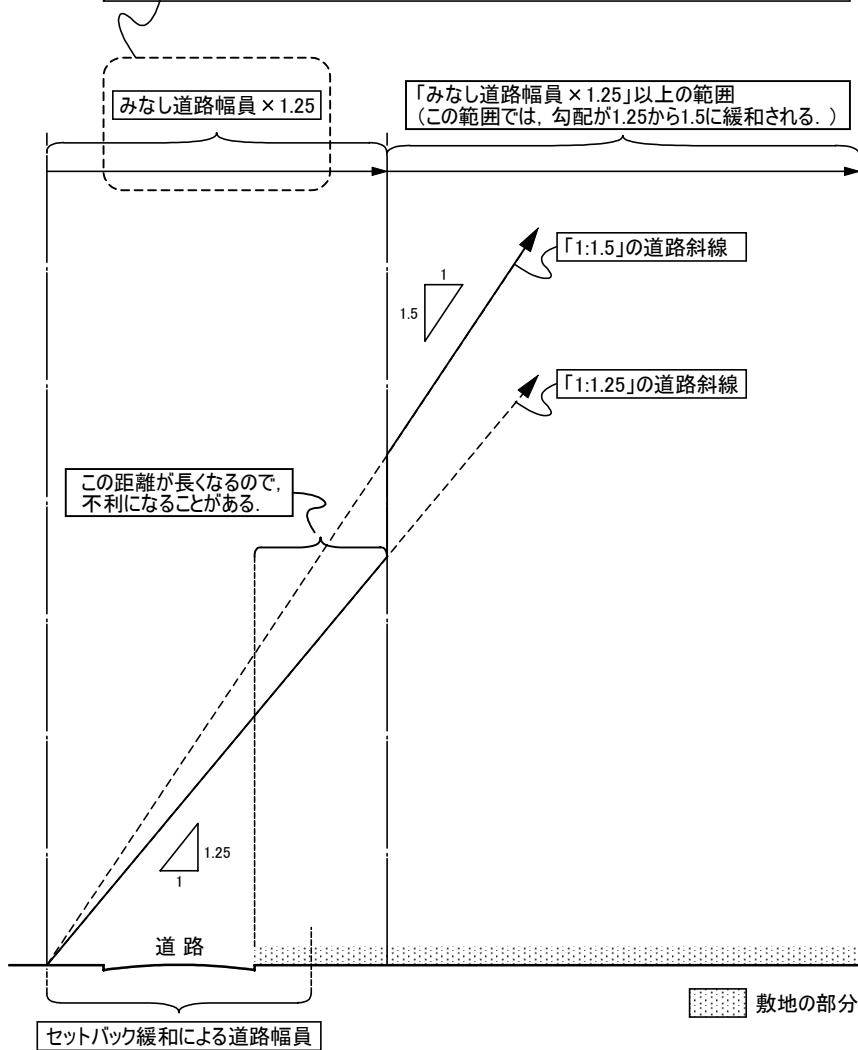 みなし道路幅員×1.25
「みなし道路幅員×1.25」以上の範囲
（この範囲では，勾配が1.25から1.5に緩和される．）
「1:1.5」の道路斜線
1
1.5
「1:1.25」の道路斜線
この距離が長くなるので，
不利になることがある．
1.25
1
道 路
敷地の部分
セットバック緩和による道路幅員